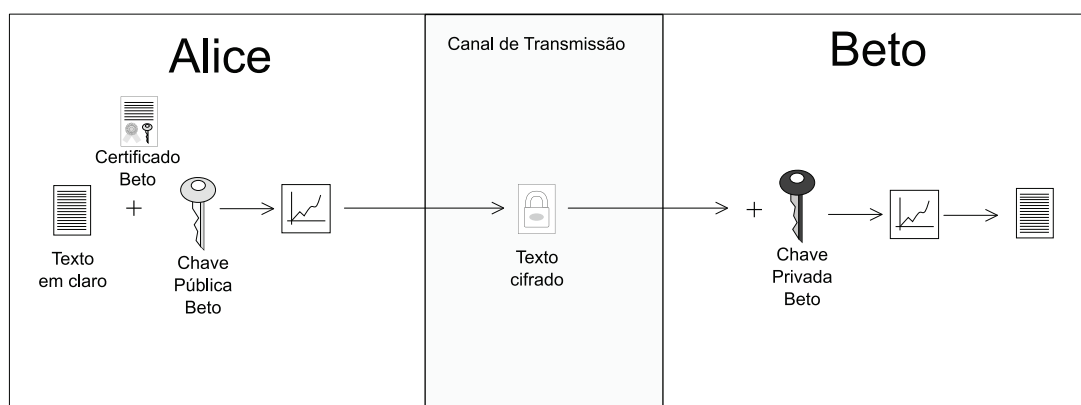 Alice
Canal de Transmissão
Beto
Certificado
Beto
+
+
Texto
em claro
Chave
Pública
Beto
Texto
cifrado
Chave
Privada
Beto